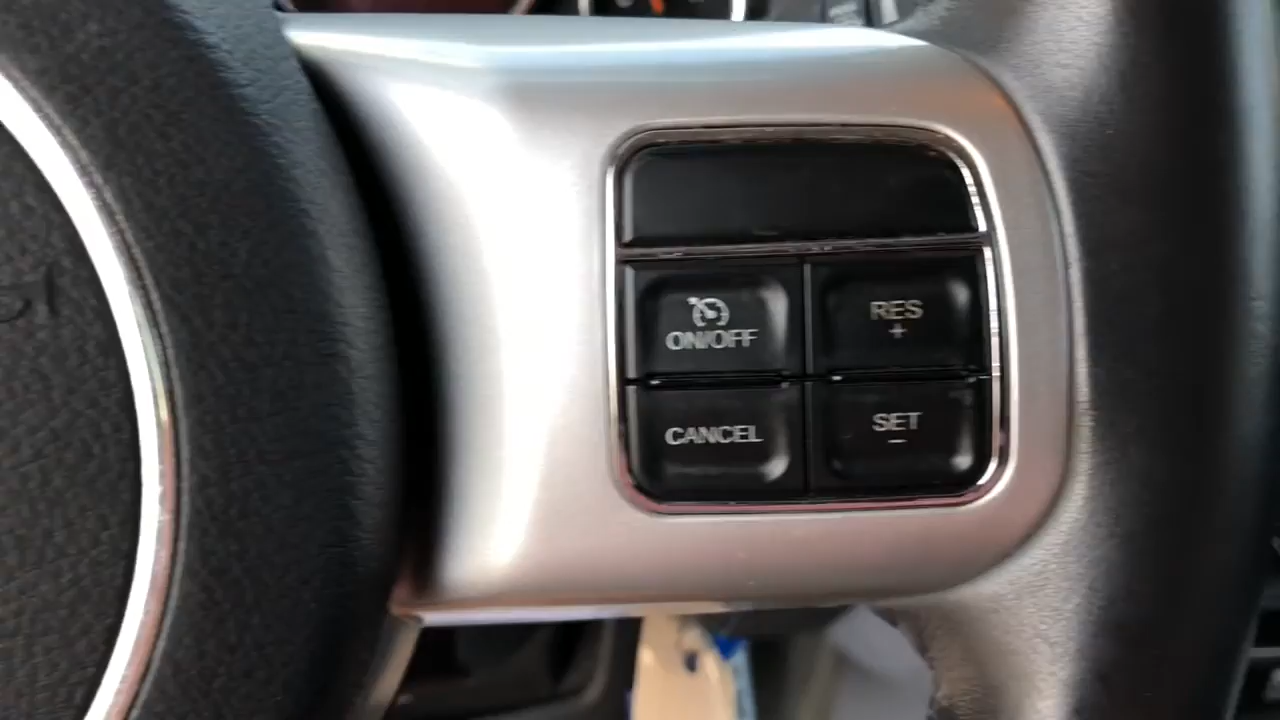 ON/OFF
RES
+
CANCEL
SET
-